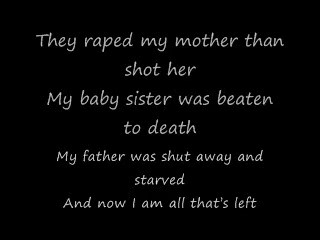 They raped my mother than
shot her
My baby sister was beaten
to death
My father was shut away and
starved
And now I am all that's left